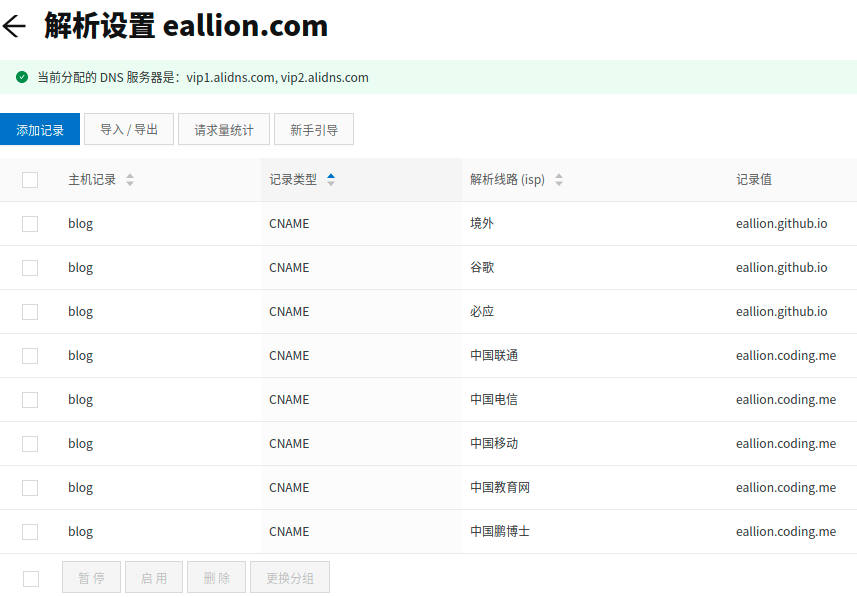 解析设置 eallion.com
当前分配的 DNS 服务器是：vip1.alidns.com, vip2.alidns.com
添加记录 导入 / 导出 请求量统计 新手引导
主机记录 记录类型 解析线路 (isp) 记录值
blog CNAME 境外 eallion.github.io
blog CNAME 谷歌 eallion.github.io
blog CNAME 必应 eallion.github.io
blog CNAME 中国联通 eallion.coding.me
blog CNAME 中国电信 eallion.coding.me
blog CNAME 中国移动 eallion.coding.me
blog CNAME 中国教育网 eallion.coding.me
blog CNAME 中国鹏博士 eallion.coding.me
暂 停 启 用 删 除 更换分组